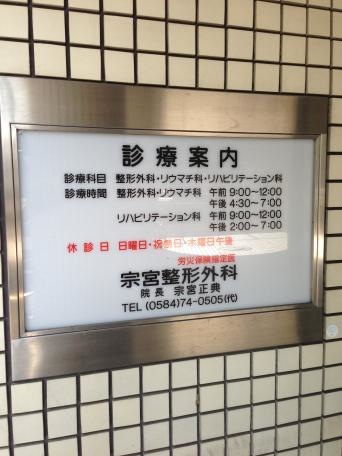 診療案内
診療科目 整形外科・リウマチ科・リハビリテーション科
診療時間 整形外科・リウマチ科 午前 9:00〜12:00
午後 4:30〜7:00
リハビリテーション科 午前 9:00〜12:00
午後 2:00〜7:00
休診日 日曜日・祝祭日・木曜日午後
労災保険指定医
宗宮整形外科
院長 宗宮正典
TEL (0584)74-0505(代)